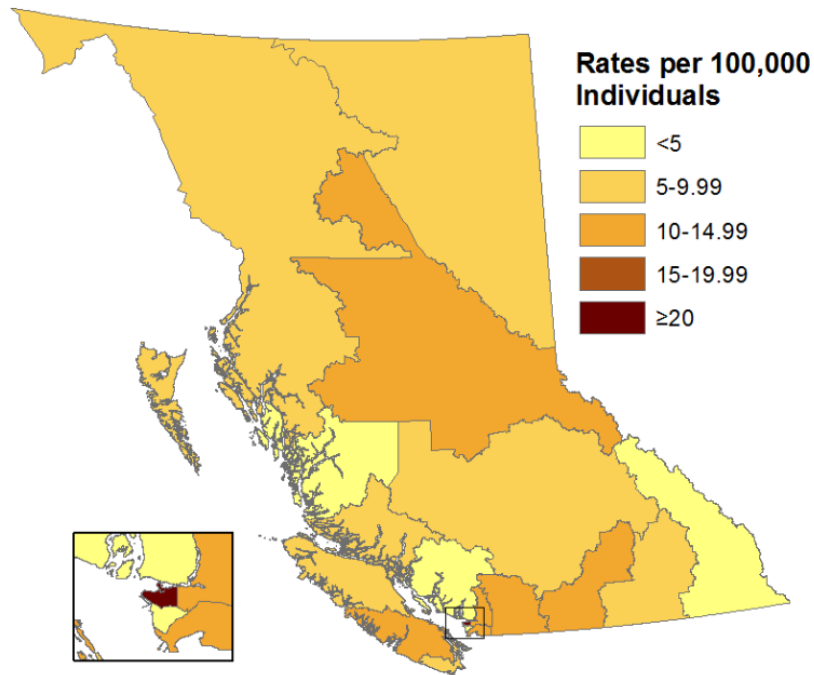 Rates per 100,000
Individuals
<5
5-9.99
10-14.99
15-19.99
≥20